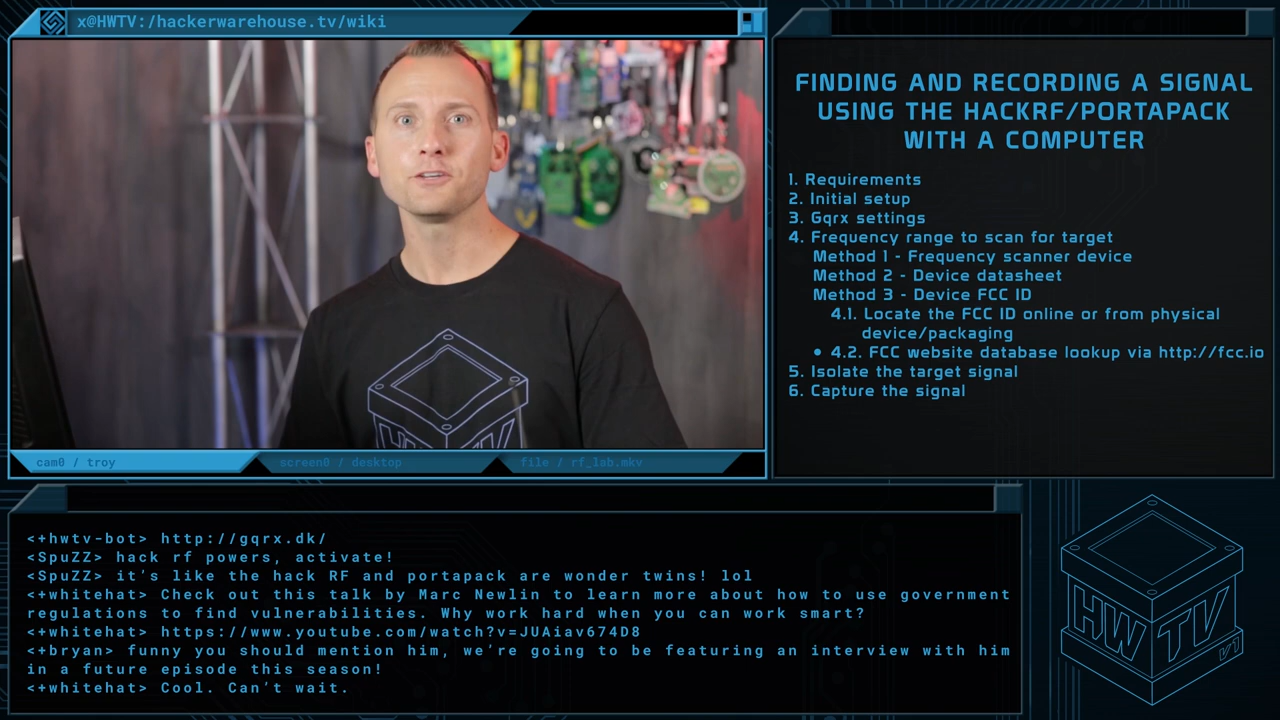 x@HWTV:/hackerwarehouse.tv/wiki
HWTV
cam0 / troy
screen0 / desktop
file / rf_lab.mkv
FINDING AND RECORDING A SIGNAL
USING THE HACKRF/PORTAPACK
WITH A COMPUTER
1. Requirements
2. Initial setup
3. Gqrx settings
4. Frequency range to scan for target
Method 1 - Frequency scanner device
Method 2 - Device datasheet
Method 3 - Device FCC ID
4.1. Locate the FCC ID online or from physical
device/packaging
• 4.2. FCC website database lookup via http://fcc.io
5. Isolate the target signal
6. Capture the signal
<+hwtv-bot> http://gqrx.dk/
<SpuZZ> hack rf powers, activate!
<SpuZZ> it's like the hack RF and portapack are wonder twins! lol
<+whitehat> Check out this talk by Marc Newlin to learn more about how to use government
regulations to find vulnerabilities. Why work hard when you can work smart?
<+whitehat> https://www.youtube.com/watch?v=JUAiav674D8
<+bryan> funny you should mention him, we're going to be featuring an interview with him
in a future episode this season!
<+whitehat> Cool. Can't wait.
HWTV
V1